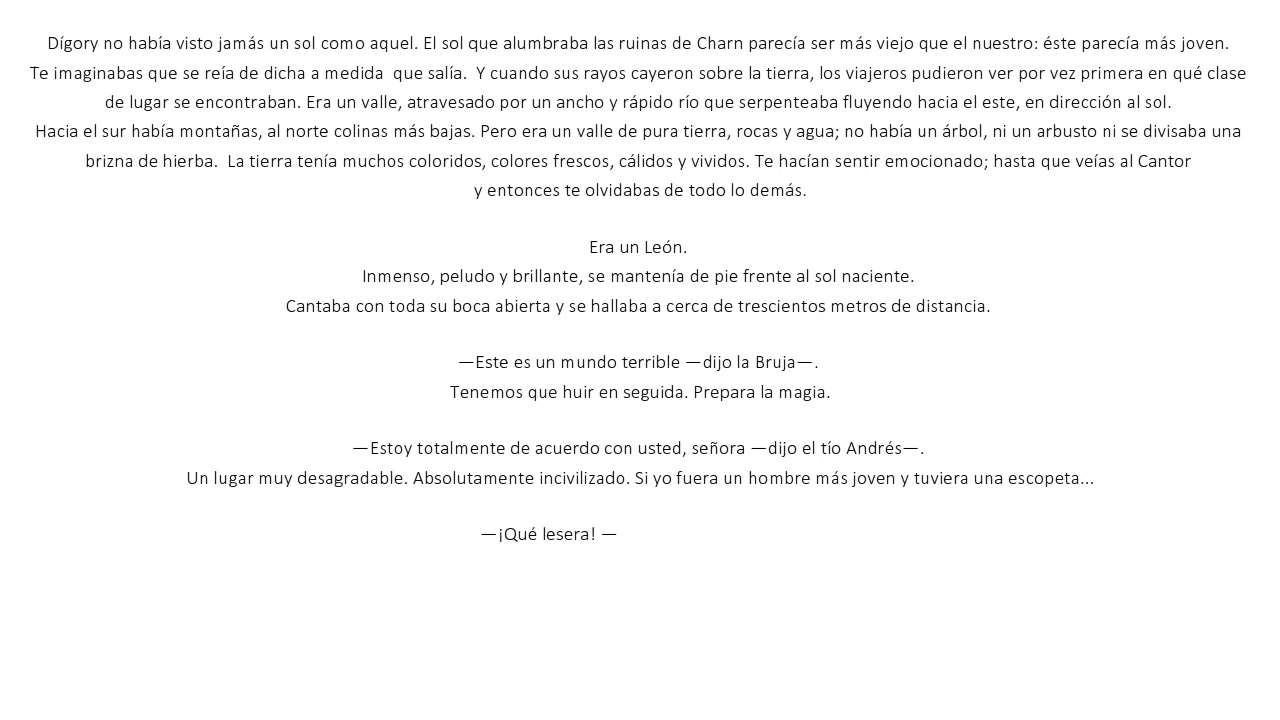 Dígory no había visto jamás un sol como aquel. El sol que alumbraba las ruinas de Charn parecía ser más viejo que el nuestro: éste parecía más joven.
Te imaginabas que se reía de dicha a medida  que salía.  Y cuando sus rayos cayeron sobre la tierra, los viajeros pudieron ver por vez primera en qué clase
de lugar se encontraban. Era un valle, atravesado por un ancho y rápido río que serpenteaba fluyendo hacia el este, en dirección al sol.
Hacia el sur había montañas, al norte colinas más bajas. Pero era un valle de pura tierra, rocas y agua; no había un árbol, ni un arbusto ni se divisaba una
brizna de hierba.  La tierra tenía muchos coloridos, colores frescos, cálidos y vividos. Te hacían sentir emocionado; hasta que veías al Cantor
y entonces te olvidabas de todo lo demás.
Era un León.
Inmenso, peludo y brillante, se mantenía de pie frente al sol naciente.
Cantaba con toda su boca abierta y se hallaba a cerca de trescientos metros de distancia.
—Este es un mundo terrible —dijo la Bruja—.
Tenemos que huir en seguida. Prepara la magia.
—Estoy totalmente de acuerdo con usted, señora —dijo el tío Andrés—.
Un lugar muy desagradable. Absolutamente incivilizado. Si yo fuera un hombre más joven y tuviera una escopeta...
—¡Qué lesera! —